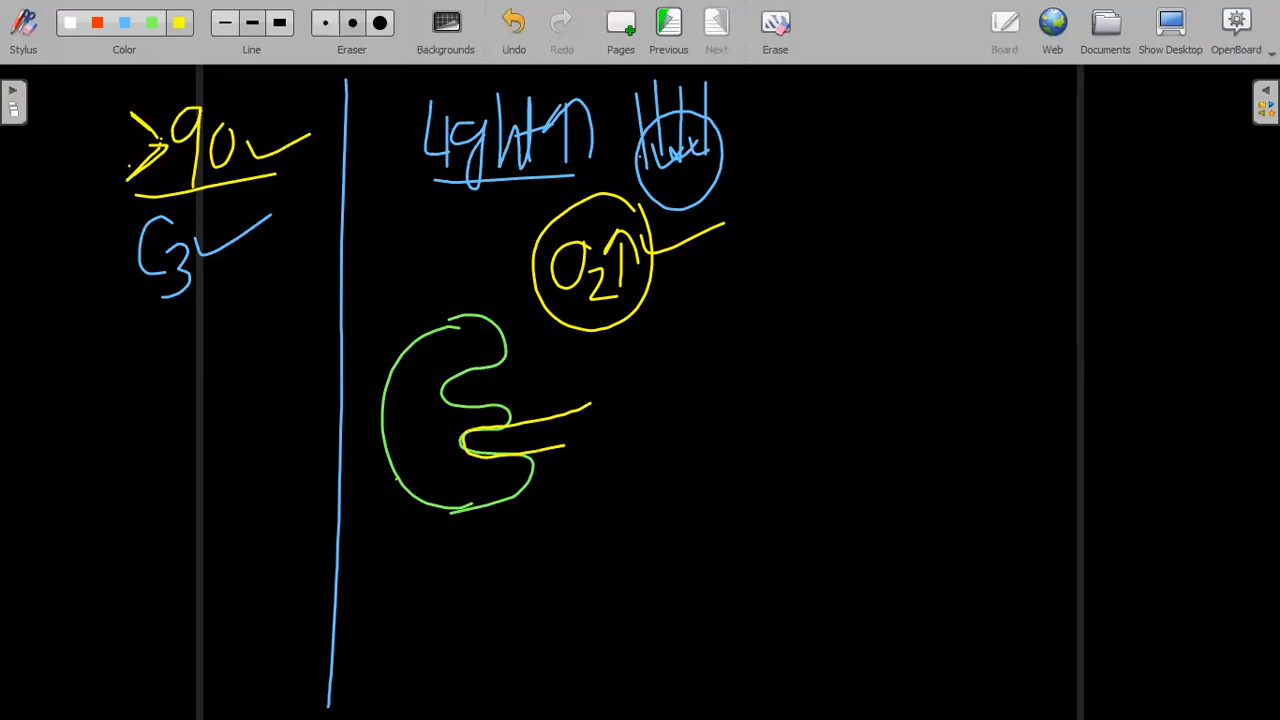 Stylus
Color
Line
Eraser
Backgrounds
Undo
Redo
Pages
Previous
Next
Erase
Board
Web
Documents
Show Desktop
OpenBoard
>90 ✓
C3 ✓
Light↑
O2↑ ✓